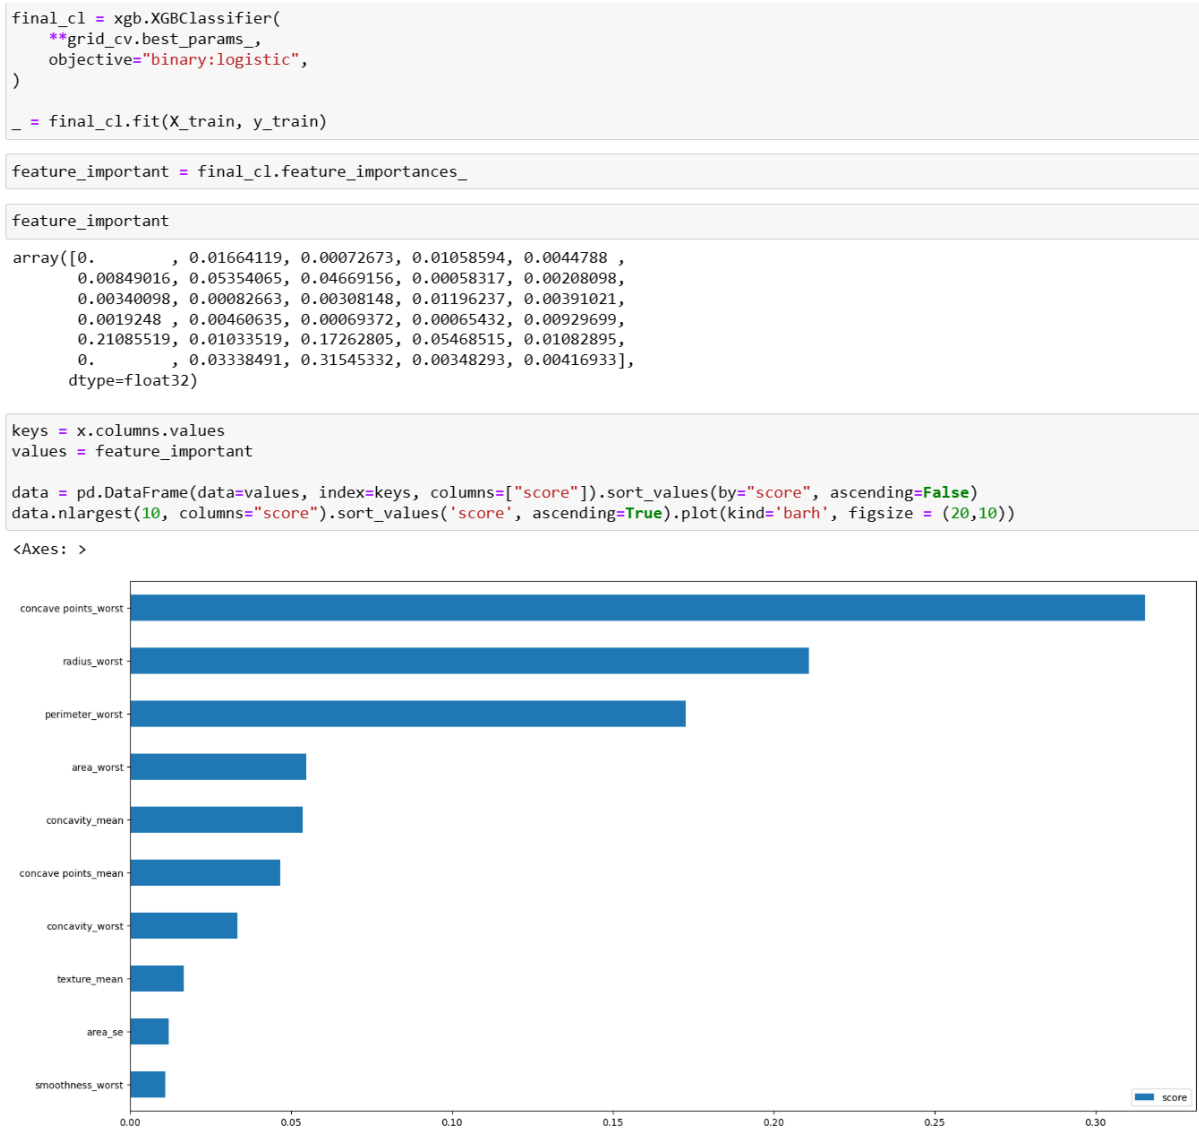 final_cl = xgb.XGBClassifier(
    **grid_cv.best_params_,
    objective="binary:logistic",
)
_ = final_cl.fit(X_train, y_train)
feature_important = final_cl.feature_importances_
feature_important
array([0.        , 0.01664119, 0.00072673, 0.01058594, 0.0044788 ,
       0.00849016, 0.05354065, 0.04669156, 0.00058317, 0.00208098,
       0.00340098, 0.00082663, 0.00308148, 0.01196237, 0.00391021,
       0.0019248 , 0.00460635, 0.00069372, 0.00065432, 0.00929699,
       0.21085519, 0.01033519, 0.17262805, 0.05468515, 0.01082895,
       0.        , 0.03338491, 0.31545332, 0.00348293, 0.00416933],
      dtype=float32)
keys = x.columns.values
values = feature_important
data = pd.DataFrame(data=values, index=keys, columns=["score"]).sort_values(by="score", ascending=False)
data.nlargest(10, columns="score").sort_values('score', ascending=True).plot(kind='barh', figsize = (20,10))
<Axes: >
concave points_worst
radius_worst
perimeter_worst
area_worst
concavity_mean
concave points_mean
concavity_worst
texture_mean
area_se
smoothness_worst
score
0.00 0.05 0.10 0.15 0.20 0.25 0.30